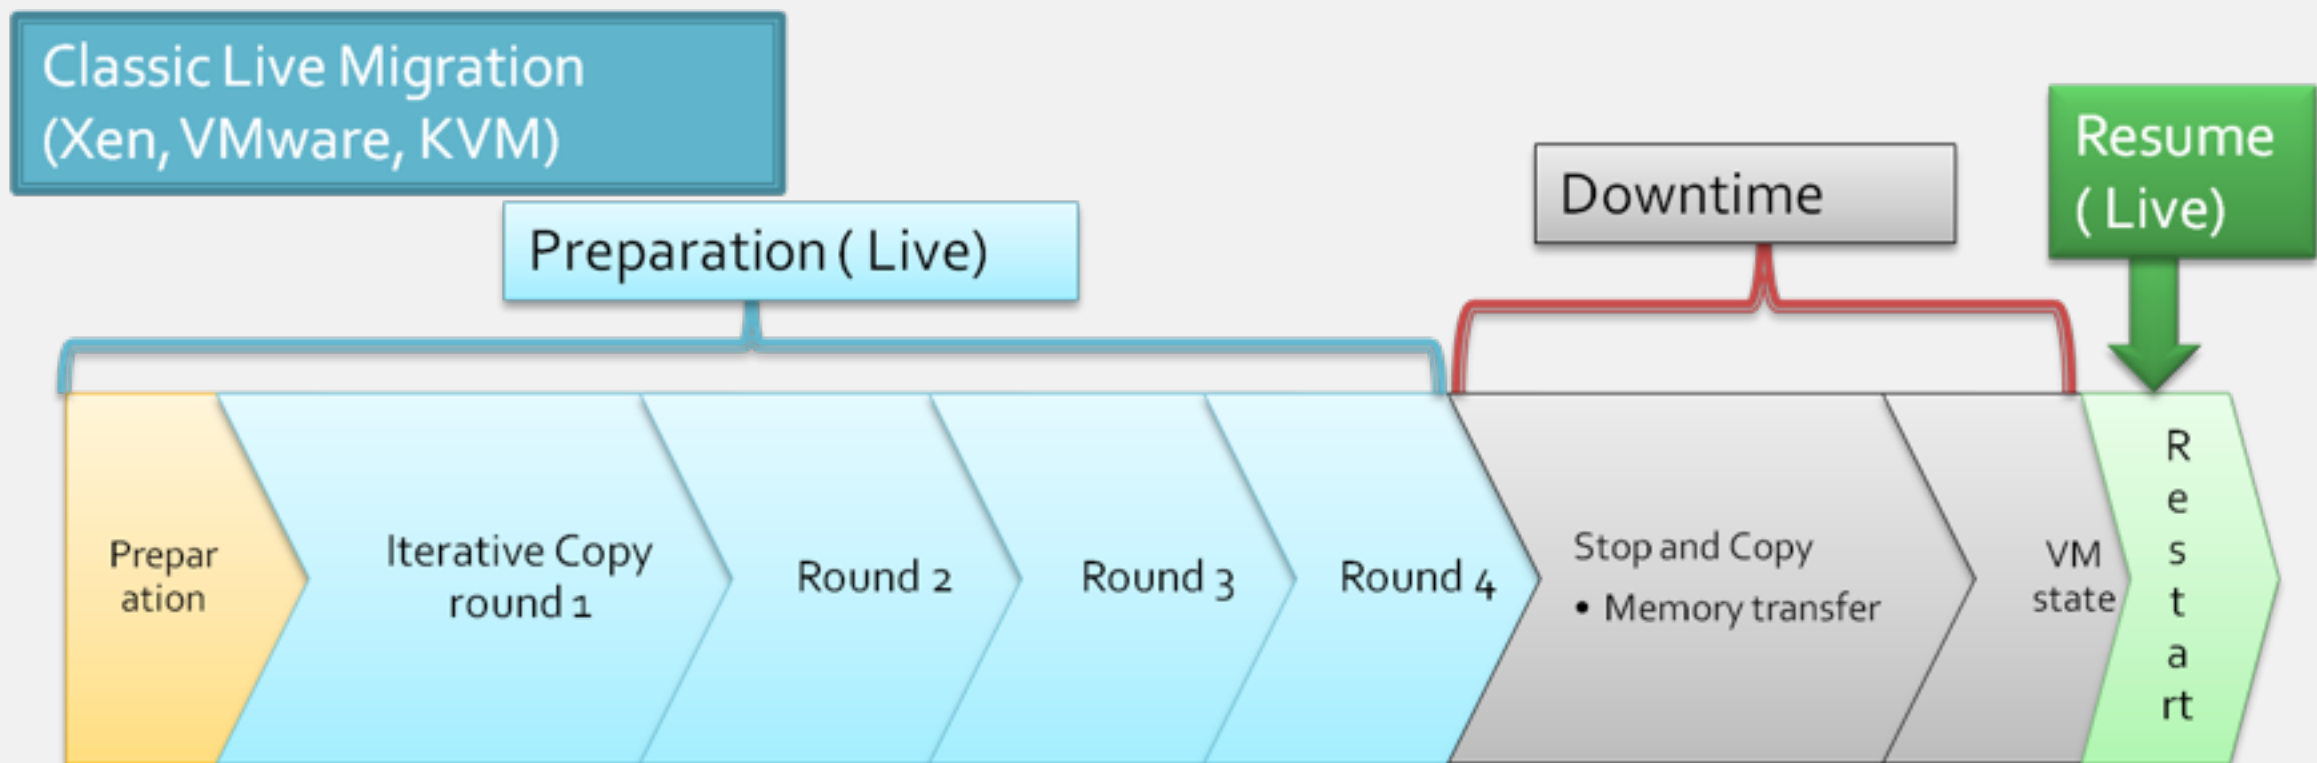 Classic Live Migration
(Xen, VMware, KVM)
Preparation ( Live)
Downtime
Resume
( Live)
Prepar
ation
Iterative Copy
round 1
Round 2
Round 3
Round 4
Stop and Copy
• Memory transfer
VM
state
R
e
s
t
a
rt